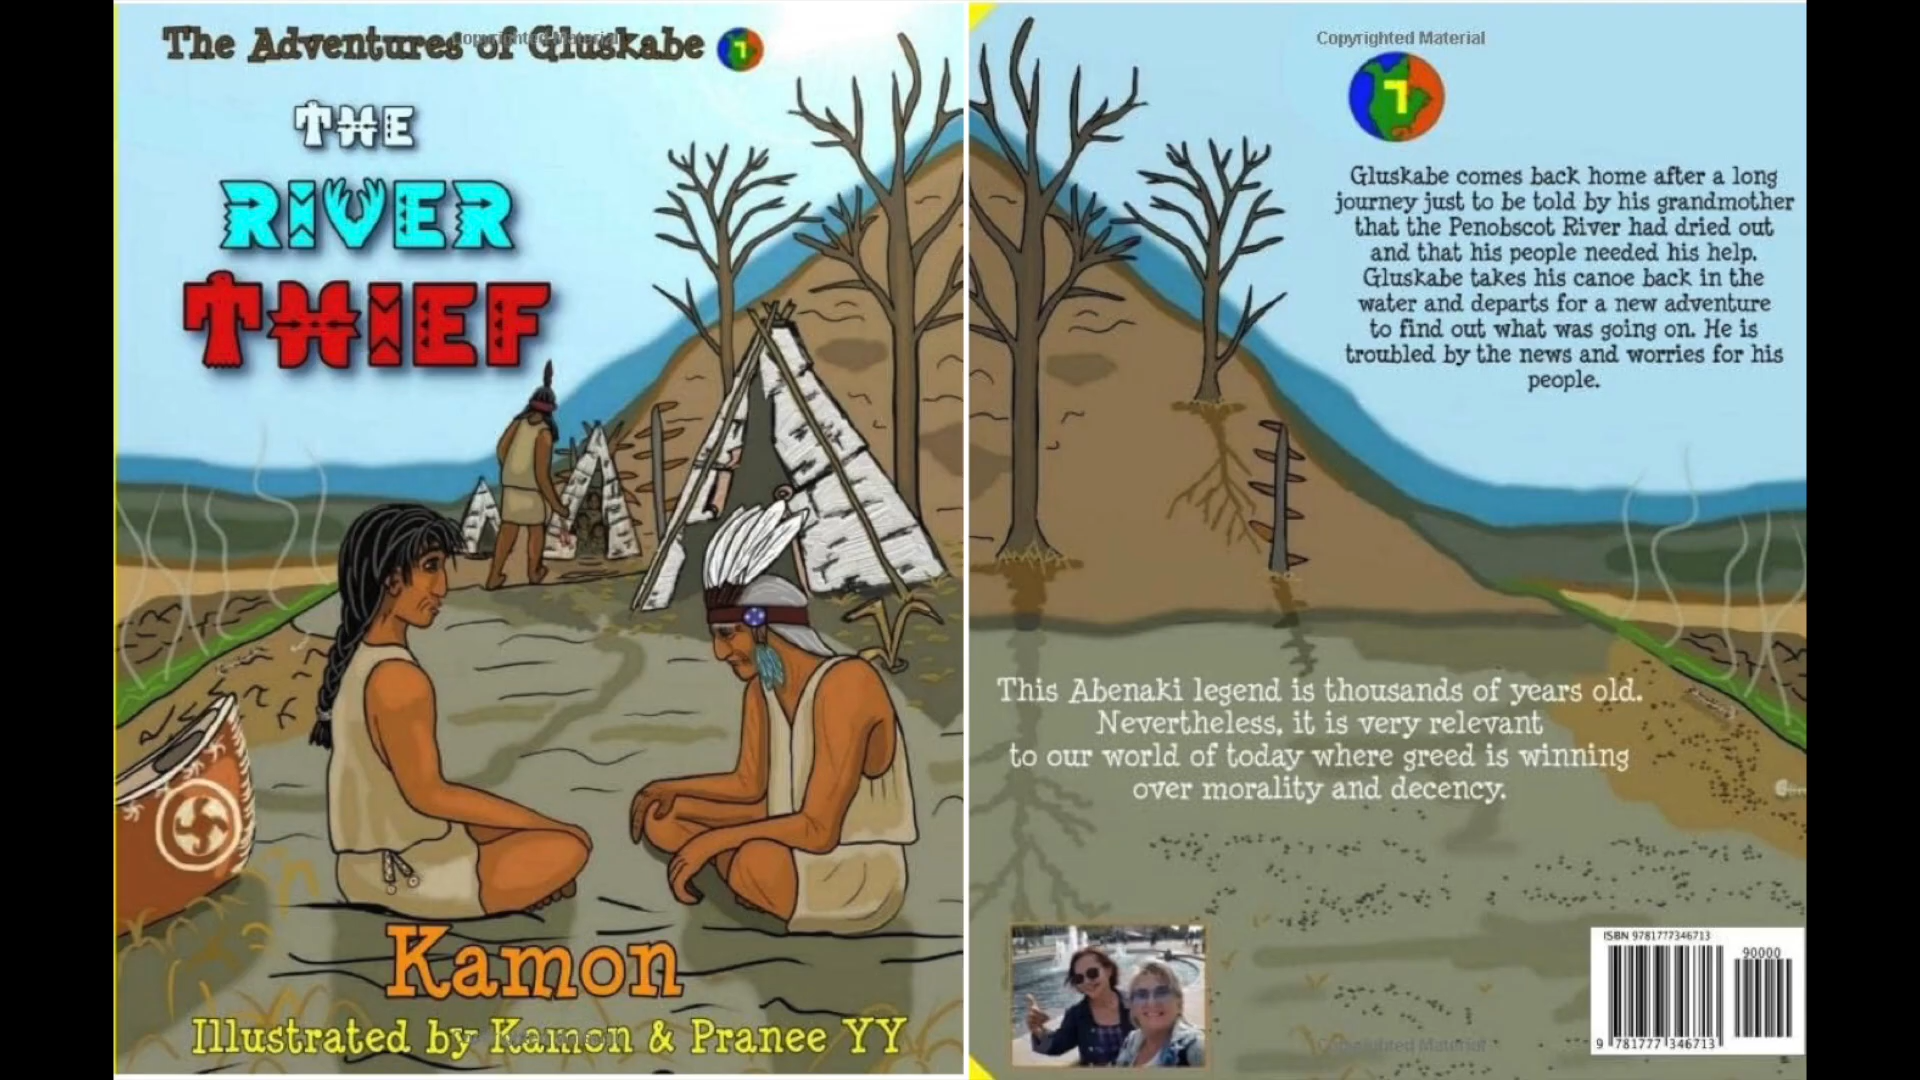 The Adventures of Gluskabe
THE
RIVER
THIEF
Kamon
Illustrated by Kamon & Pranee YY
Copyrighted Material
Gluskabe comes back home after a long
journey just to be told by his grandmother
that the Penobscot River had dried out
and that his people needed his help.
Gluskabe takes his canoe back in the
water and departs for a new adventure
to find out what was going on. He is
troubled by the news and worries for his
people.
This Abenaki legend is thousands of years old.
Nevertheless, it is very relevant
to our world of today where greed is winning
over morality and decency.
ISBN 9781777346713
90000
9 781777 346713
Copyrighted Material